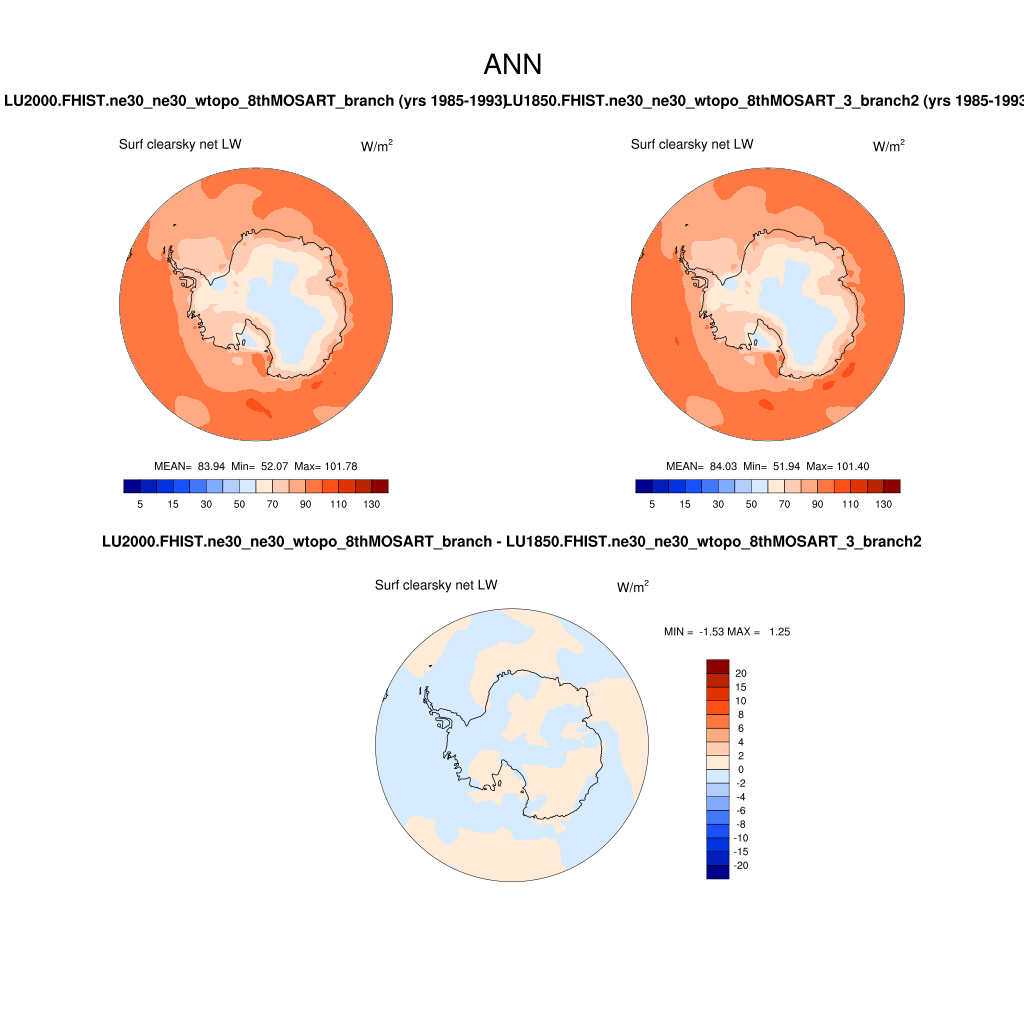 ANN
LU2000.FHIST.ne30_ne30_wtopo_8thMOSART_branch (yrs 1985-1993)
LU1850.FHIST.ne30_ne30_wtopo_8thMOSART_3_branch2 (yrs 1985-1993
Surf clearsky net LW W/m²
Surf clearsky net LW W/m²
MEAN= 83.94 Min= 52.07 Max= 101.78
MEAN= 84.03 Min= 51.94 Max= 101.40
5 15 30 50 70 90 110 130
5 15 30 50 70 90 110 130
LU2000.FHIST.ne30_ne30_wtopo_8thMOSART_branch - LU1850.FHIST.ne30_ne30_wtopo_8thMOSART_3_branch2
Surf clearsky net LW W/m²
MIN = -1.53 MAX = 1.25
20
15
10
8
6
4
2
0
-2
-4
-6
-8
-10
-15
-20